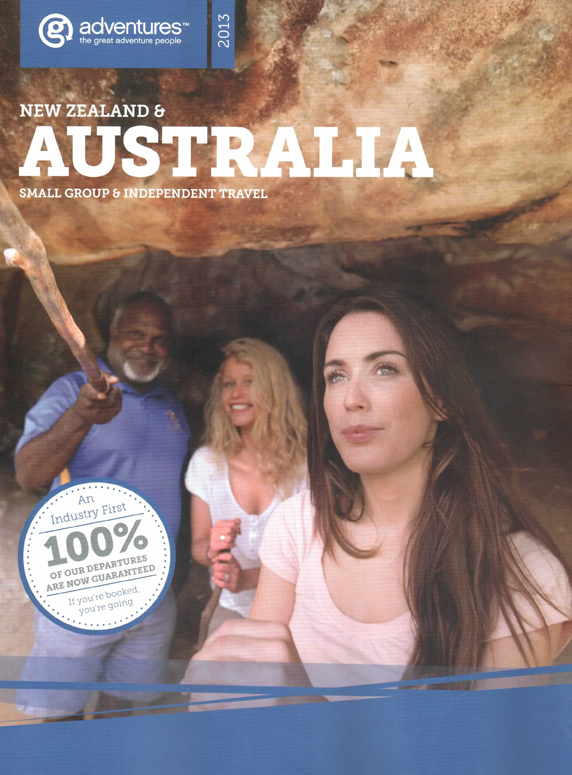 g adventures™
the great adventure people
2013
NEW ZEALAND &
AUSTRALIA
SMALL GROUP & INDEPENDENT TRAVEL
An
Industry First
100%
OF OUR DEPARTURES
ARE NOW GUARANTEED
If you're booked,
you're going